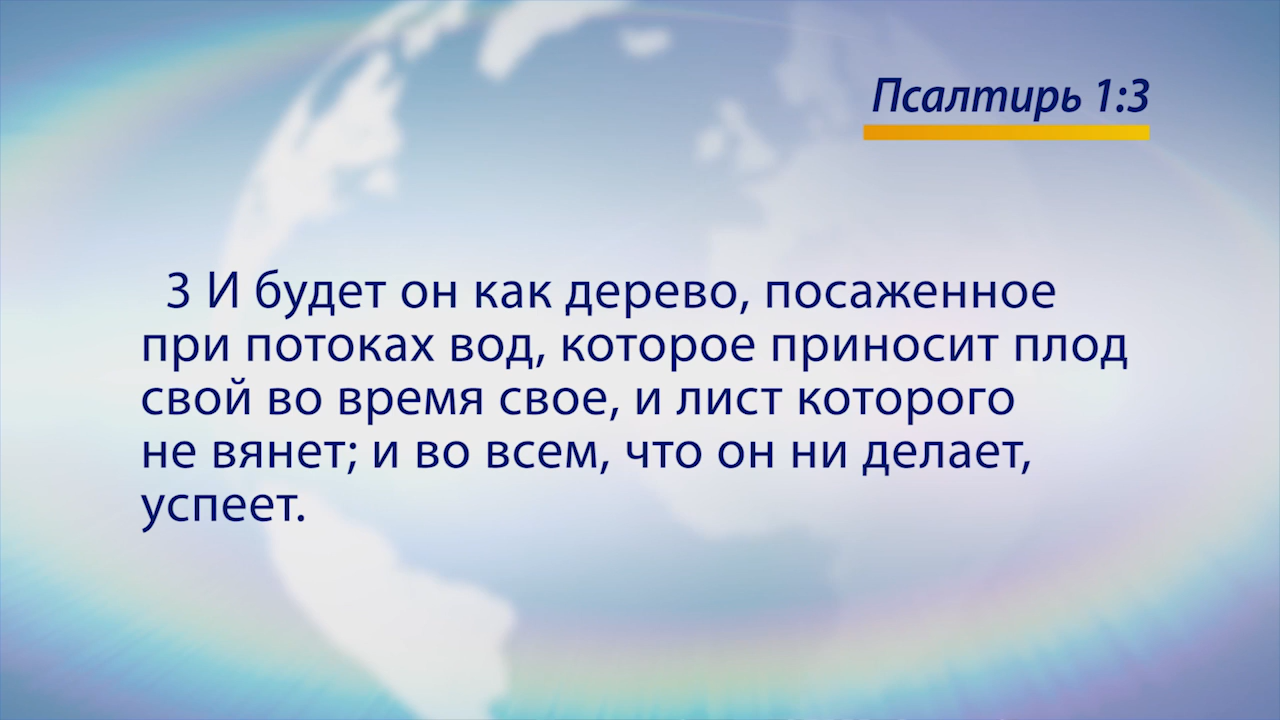 Псалтирь 1:3
3 И будет он как дерево, посаженное
при потоках вод, которое приносит плод
свой во время свое, и лист которого
не вянет; и во всем, что он ни делает,
успеет.